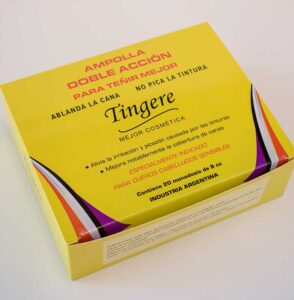 AMPOLLA
DOBLE ACCIÓN
PARA TEÑIR MEJOR
ABLANDA LA CANA NO PICA LA TINTURA
Tingere
MEJOR COSMÉTICA
• Alivia la irritación y picazón causada por las tinturas
• Mejora notablemente la cobertura de canas
ESPECIALMENTE INDICADO
PARA CUEROS CABELLUDOS SENSIBLES
Contiene 20 monodosis de 8 cc
INDUSTRIA ARGENTINA